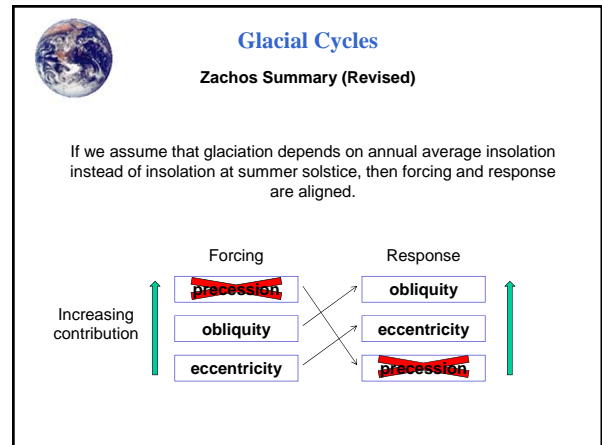 Glacial Cycles
Zachos Summary (Revised)
If we assume that glaciation depends on annual average insolation
instead of insolation at summer solstice, then forcing and response
are aligned.
Forcing
Response
precession
obliquity
Increasing
contribution
obliquity
eccentricity
eccentricity
precession